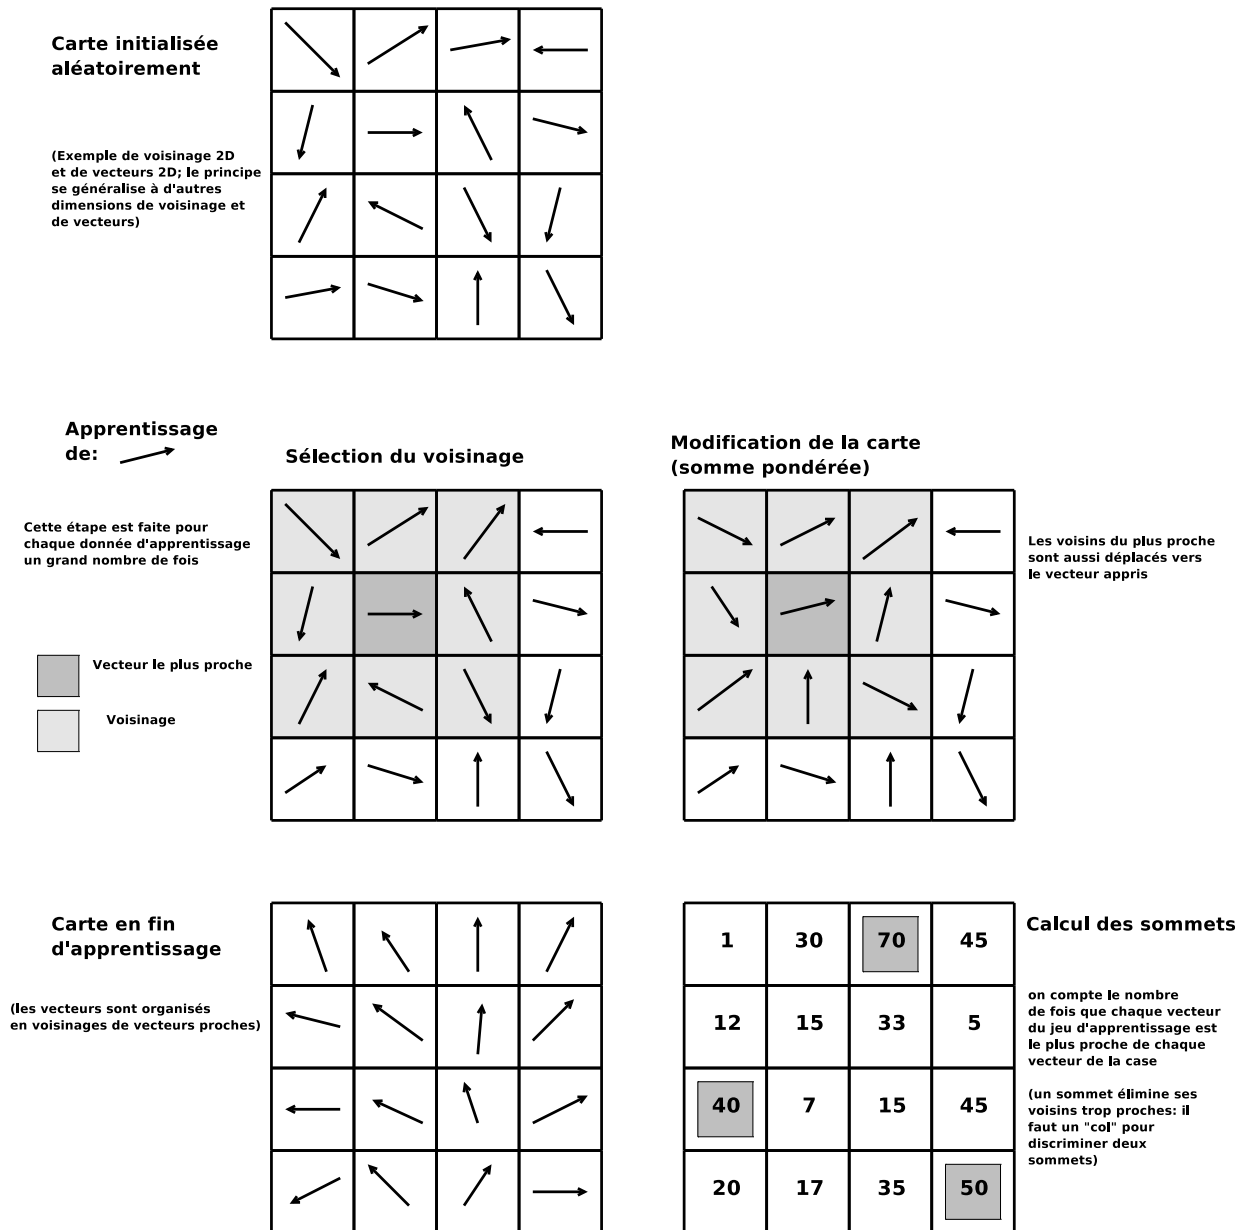 Carte initialisée
aléatoirement
(Exemple de voisinage 2D
et de vecteurs 2D; le principe
se généralise à d'autres
dimensions de voisinage et
de vecteurs)
Apprentissage
de:
Sélection du voisinage
Modification de la carte
(somme pondérée)
Cette étape est faite pour
chaque donnée d'apprentissage
un grand nombre de fois
Les voisins du plus proche
sont aussi déplacés vers
le vecteur appris
Vecteur le plus proche
Voisinage
Carte en fin
d'apprentissage
(les vecteurs sont organisés
en voisinages de vecteurs proches)
1 30 70 45
12 15 33 5
40 7 15 45
20 17 35 50
Calcul des sommets
on compte le nombre
de fois que chaque vecteur
du jeu d'apprentissage est
le plus proche de chaque
vecteur de la case
(un sommet élimine ses
voisins trop proches: il
faut un "col" pour
discriminer deux
sommets)